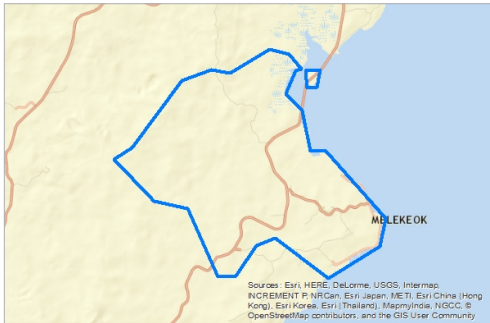 MELEKEOK
Sources: Esri, HERE, DeLorme, USGS, Intermap,
INCREMENT P, NRCan, Esri Japan, METI, Esri China (Hong
Kong), Esri Korea, Esri (Thailand), MapmyIndia, NGCC, ©
OpenStreetMap contributors, and the GIS User Community